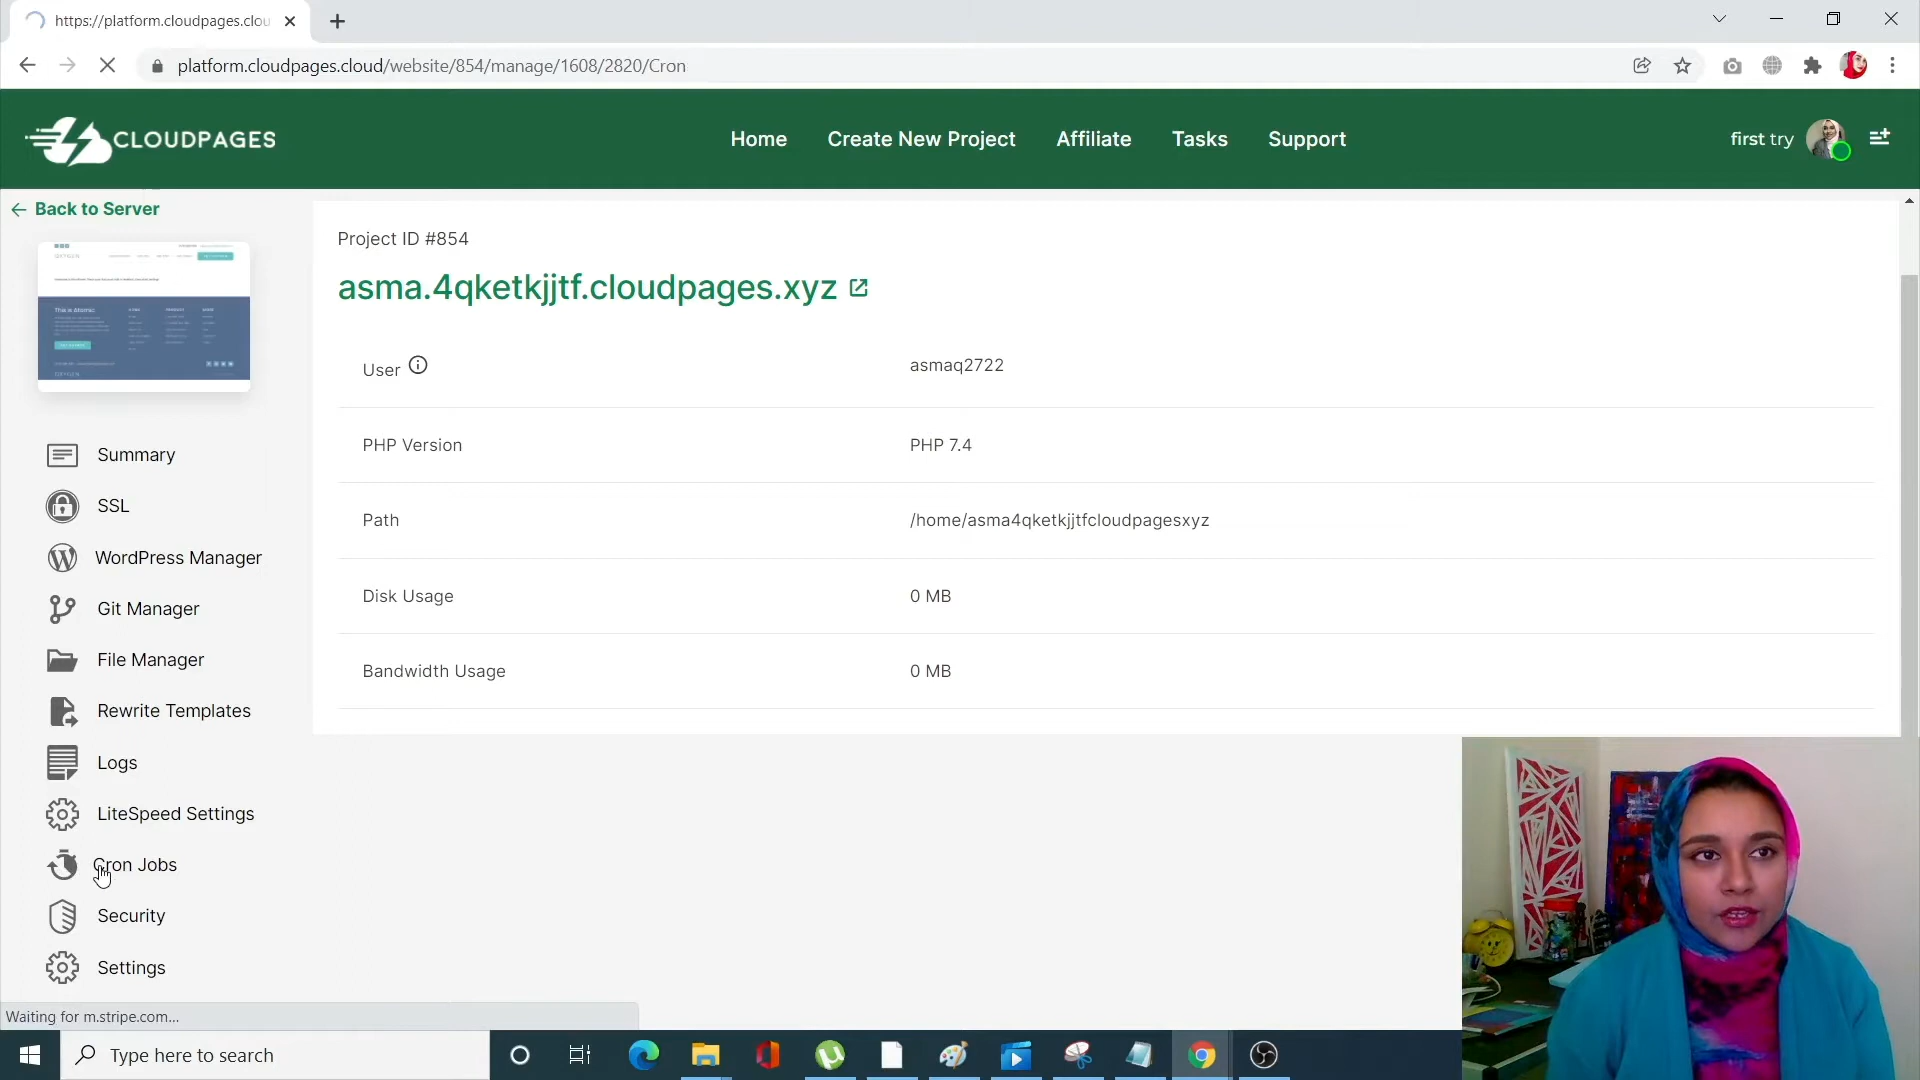 https://platform.cloudpages.clou
platform.cloudpages.cloud/website/854/manage/1608/2820/Cron
CLOUDPAGES
Home
Create New Project
Affiliate
Tasks
Support
first try
Back to Server
Project ID #854
asma.4qketkjjtf.cloudpages.xyz
User
asmaq2722
PHP Version
PHP 7.4
Path
/home/asma4qketkjjtfcloudpagesxyz
Disk Usage
0 MB
Bandwidth Usage
0 MB
This is Atomic
Summary
SSL
WordPress Manager
Git Manager
File Manager
Rewrite Templates
Logs
LiteSpeed Settings
Cron Jobs
Security
Settings
Waiting for m.stripe.com...
Type here to search